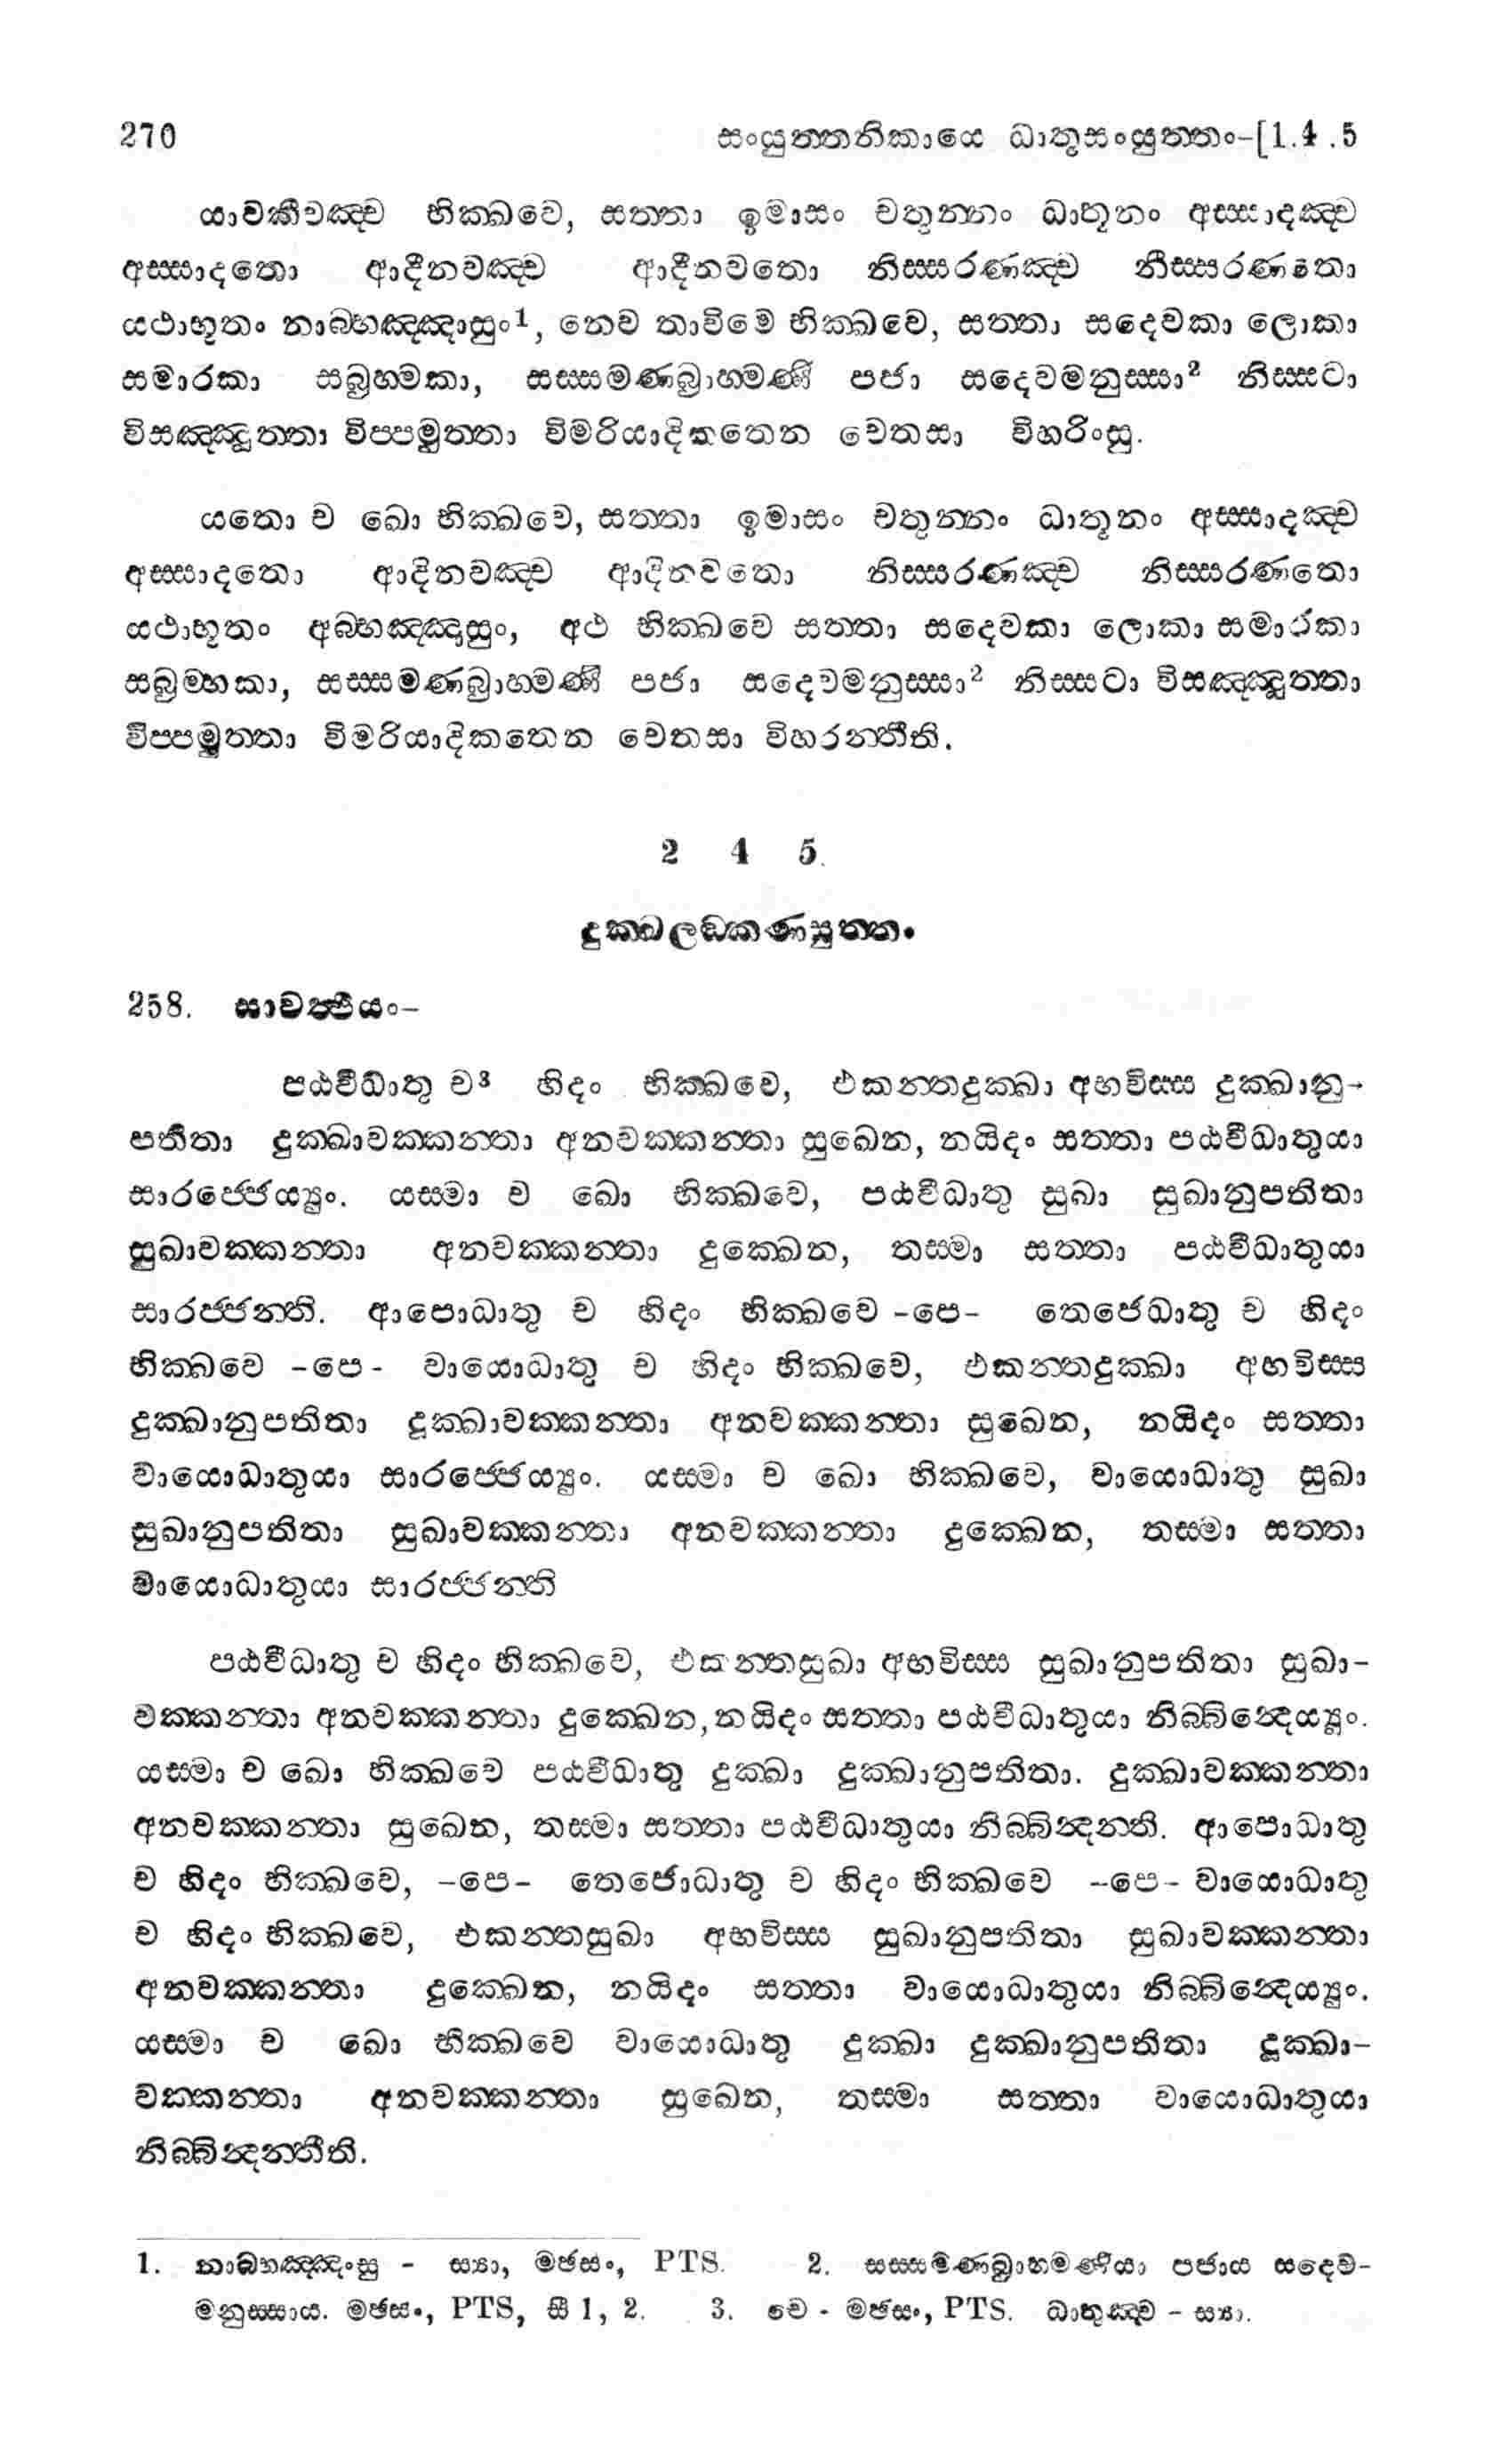 270 සංයුත්තනිකායෙ ධාතුසංයුත්තං-[1.4 .5
යාවකීවඤ්ච භික්ඛවෙ, සත්තා ඉමාසං චතුන්නං ධාතූනං අස්සාදඤ්ච
අස්සාදතො ආදීනවඤ්ච ආදීනවතො නිස්සරණඤ්ච නිස්සරණතො
යථාභූතං නාබ්භඤ්ඤාසුං1, නෙව තාවිමෙ භික්ඛවෙ, සත්තා සදෙවකා ලොකා
සමාරකා සබ්‍රහ්මකා, සස්සමණබ්‍රාහ්මණී පජා සදෙවමනුස්සා2 නිස්සටා
විසඤ්ඤුත්තා විප්පමුත්තා විමරියාදිකතෙන චෙතසා විහරිංසු.
යතො ච ඛො භික්ඛවෙ, සත්තා ඉමාසං චතුන්නං ධාතූනං අස්සාදඤ්ච
අස්සාදතො ආදිනවඤ්ච ආදිනවතො නිස්සරණඤ්ච නිස්සරණතො
යථාභූතං අබ්භඤ්ඤාසුං, අථ භික්ඛවෙ සත්තා සදෙවකා ලොකා සමාරකා
සබ්‍රම්හකා, සස්සමණබ්‍රාහ්මණී පජා සදෙවමනුස්සා2 නිස්සටා විසඤ්ඤුත්තා
විප්පමුත්තා විමරියාදිකතෙන චෙතසා විහරන්තීති.
2 4 5.
දුක්ඛලක්ඛණසුත්තං
258. සාවත්ථියං-
පඨවීධාතු ච3 හිදං භික්ඛවෙ, එකන්තදුක්ඛා අභවිස්ස දුක්ඛානු-
පතිතා දුක්ඛාවක්කන්තා අනවක්කන්තා සුඛෙන, නයිදං සත්තා පඨවීධාතුයා
සාරජ්ජෙය්‍යුං. යස්මා ච ඛො භික්ඛවෙ, පඨවීධාතු සුඛා සුඛානුපතිතා
සුඛාවක්කන්තා අනවක්කන්තා දුක්ඛෙන, තස්මා සත්තා පඨවීධාතුයා
සාරජ්ජන්ති. ආපොධාතු ච හිදං භික්ඛවෙ -පෙ- තෙජෙධාතු ච හිදං
භික්ඛවෙ -පෙ- වායොධාතු ච හිදං භික්ඛවෙ, එකන්තදුක්ඛා අභවිස්ස
දුක්ඛානුපතිතා දුක්ඛාවක්කන්තා අනවක්කන්තා සුඛෙන, නයිදං සත්තා
වායොධාතුයා සාරජ්ජෙය්‍යුං. යස්මා ච ඛො භික්ඛවෙ, වායොධාතු සුඛා
සුඛානුපතිතා සුඛාවක්කන්තා අනවක්කන්තා දුක්ඛෙන, තස්මා සත්තා
වායොධාතුයා සාරජ්ජන්ති
පඨවීධාතු ච හිදං භික්ඛවෙ, එකන්තසුඛා අභවිස්ස සුඛානුපතිතා සුඛා-
වක්කන්තා අනවක්කන්තා දුක්ඛෙන, නයිදං සත්තා පඨවීධාතුයා නිබ්බින්‍දෙය්‍යුං.
යස්මා ච ඛො භික්ඛවෙ පඨවීධාතු දුක්ඛා දුක්ඛානුපතිතා. දුක්ඛාවක්කන්තා
අනවක්කන්තා සුඛෙන, තස්මා සත්තා පඨවීධාතුයා නිබ්බින්‍දන්ති. ආපොධාතු
ච හිදං භික්ඛවෙ, -පෙ- තෙජොධාතු ච හිදං භික්ඛවෙ -පෙ- වායොධාතු
ච හිදං භික්ඛවෙ, එකන්තසුඛා අභවිස්ස සුඛානුපතිතා සුඛාවක්කන්තා
අනවක්කන්තා දුක්ඛෙන, නයිදං සත්තා වායොධාතුයා නිබ්බින්‍දෙය්‍යුං.
යස්මා ච ඛො භික්ඛවෙ වායොධාතු දුක්ඛා දුක්ඛානුපතිතා දුක්ඛා-
වක්කන්තා අනවක්කන්තා සුඛෙන, තස්මා සත්තා වායොධාතුයා
නිබ්බින්‍දන්තීති.
1. නාබ්භඤ්ඤංසු - ස්‍යා, මඡසං, PTS. 2. සස්සමණබ්‍රාහ්මණියා පජාය සදෙව-
මනුස්සාය. මඡසං, PTS, සී 1, 2. 3. චෙ - මඡසං, PTS. ධාතුඤ්ච - ස්‍යා.